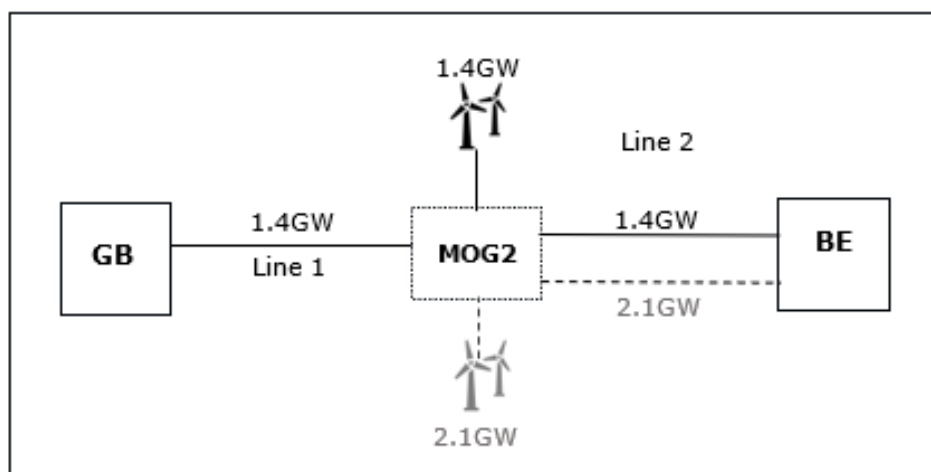 1.4GW
Line 2
1.4GW
1.4GW
GB
MOG2
BE
Line 1
2.1GW
2.1GW